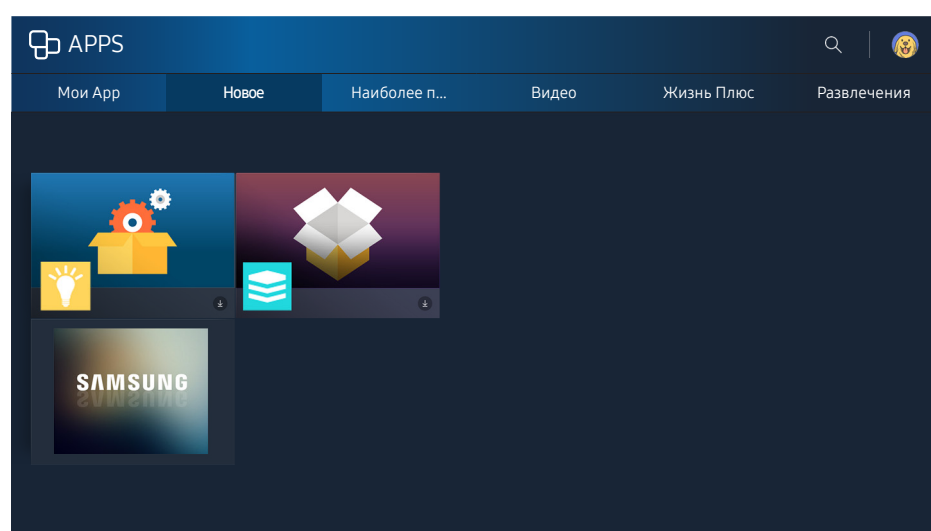 APPS
Мои App Новое Наиболее п... Видео Жизнь Плюс Развлечения
SAMSUNG